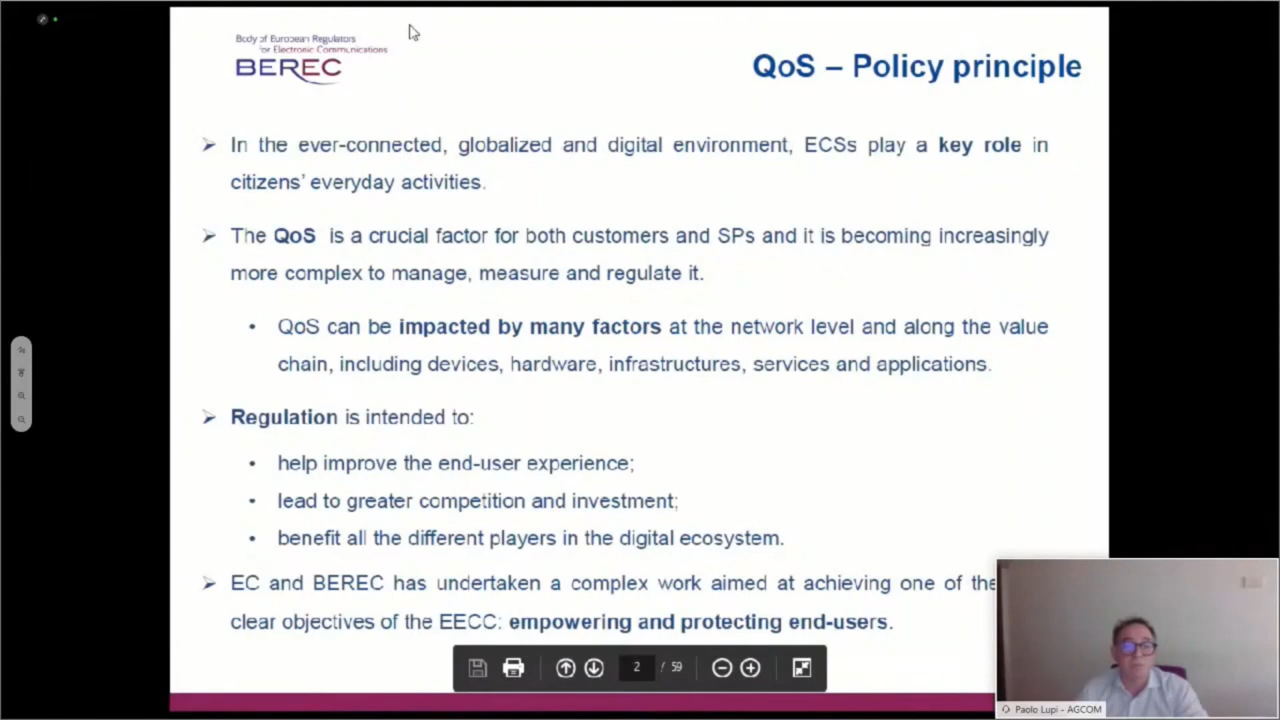 Body of European Regulators
for Electronic Communications
BEREC
QoS – Policy principle
➢ In the ever-connected, globalized and digital environment, ECSs play a key role in
citizens’ everyday activities.
➢ The QoS is a crucial factor for both customers and SPs and it is becoming increasingly
more complex to manage, measure and regulate it.
• QoS can be impacted by many factors at the network level and along the value
chain, including devices, hardware, infrastructures, services and applications.
➢ Regulation is intended to:
• help improve the end-user experience;
• lead to greater competition and investment;
• benefit all the different players in the digital ecosystem.
➢ EC and BEREC has undertaken a complex work aimed at achieving one of the
clear objectives of the EECC: empowering and protecting end-users.
2 / 59
Paolo Lupi - AGCOM